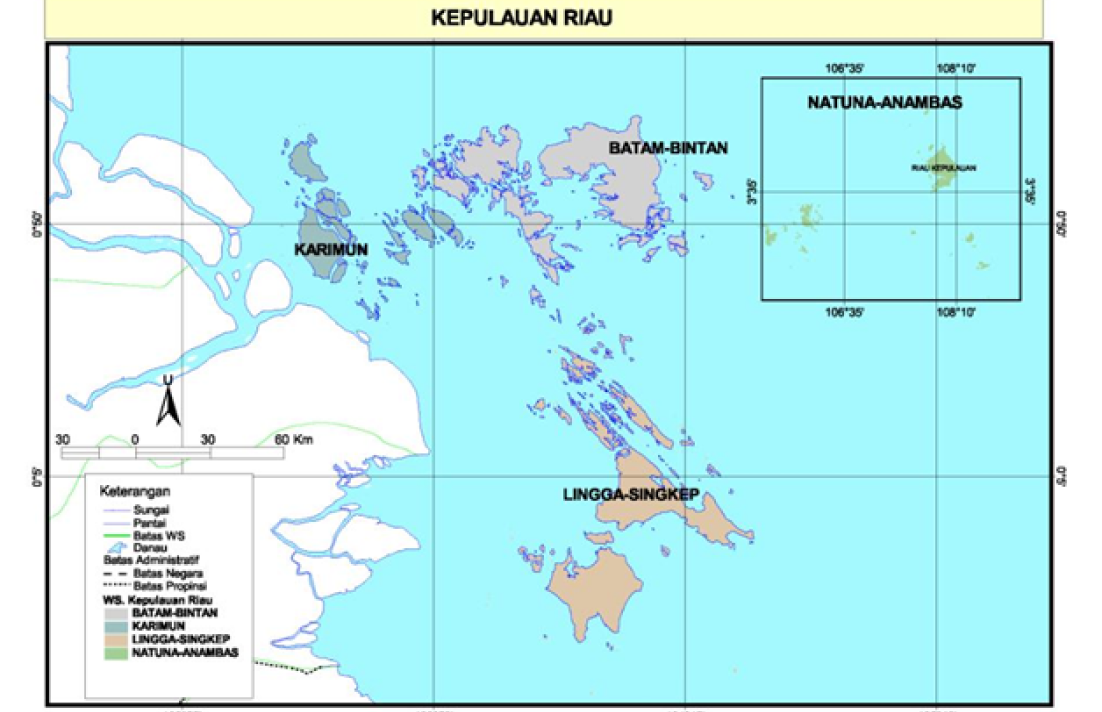 KEPULAUAN RIAU
106°35'
108°10'
NATUNA-ANAMBAS
BATAM-BINTAN
RIAU KEPULAUAN
3°35'
3°35'
0°50'
0°50'
KARIMUN
106°35'
108°10'
U
30 0 30 60 Km
0°5'
0°5'
LINGGA-SINGKEP
Keterangan
Sungai
Pantai
Batas WS
Danau
Batas Administratif
Batas Negara
Batas Propinsi
WS. Kepulauan Riau
BATAM-BINTAN
KARIMUN
LINGGA-SINGKEP
NATUNA-ANAMBAS